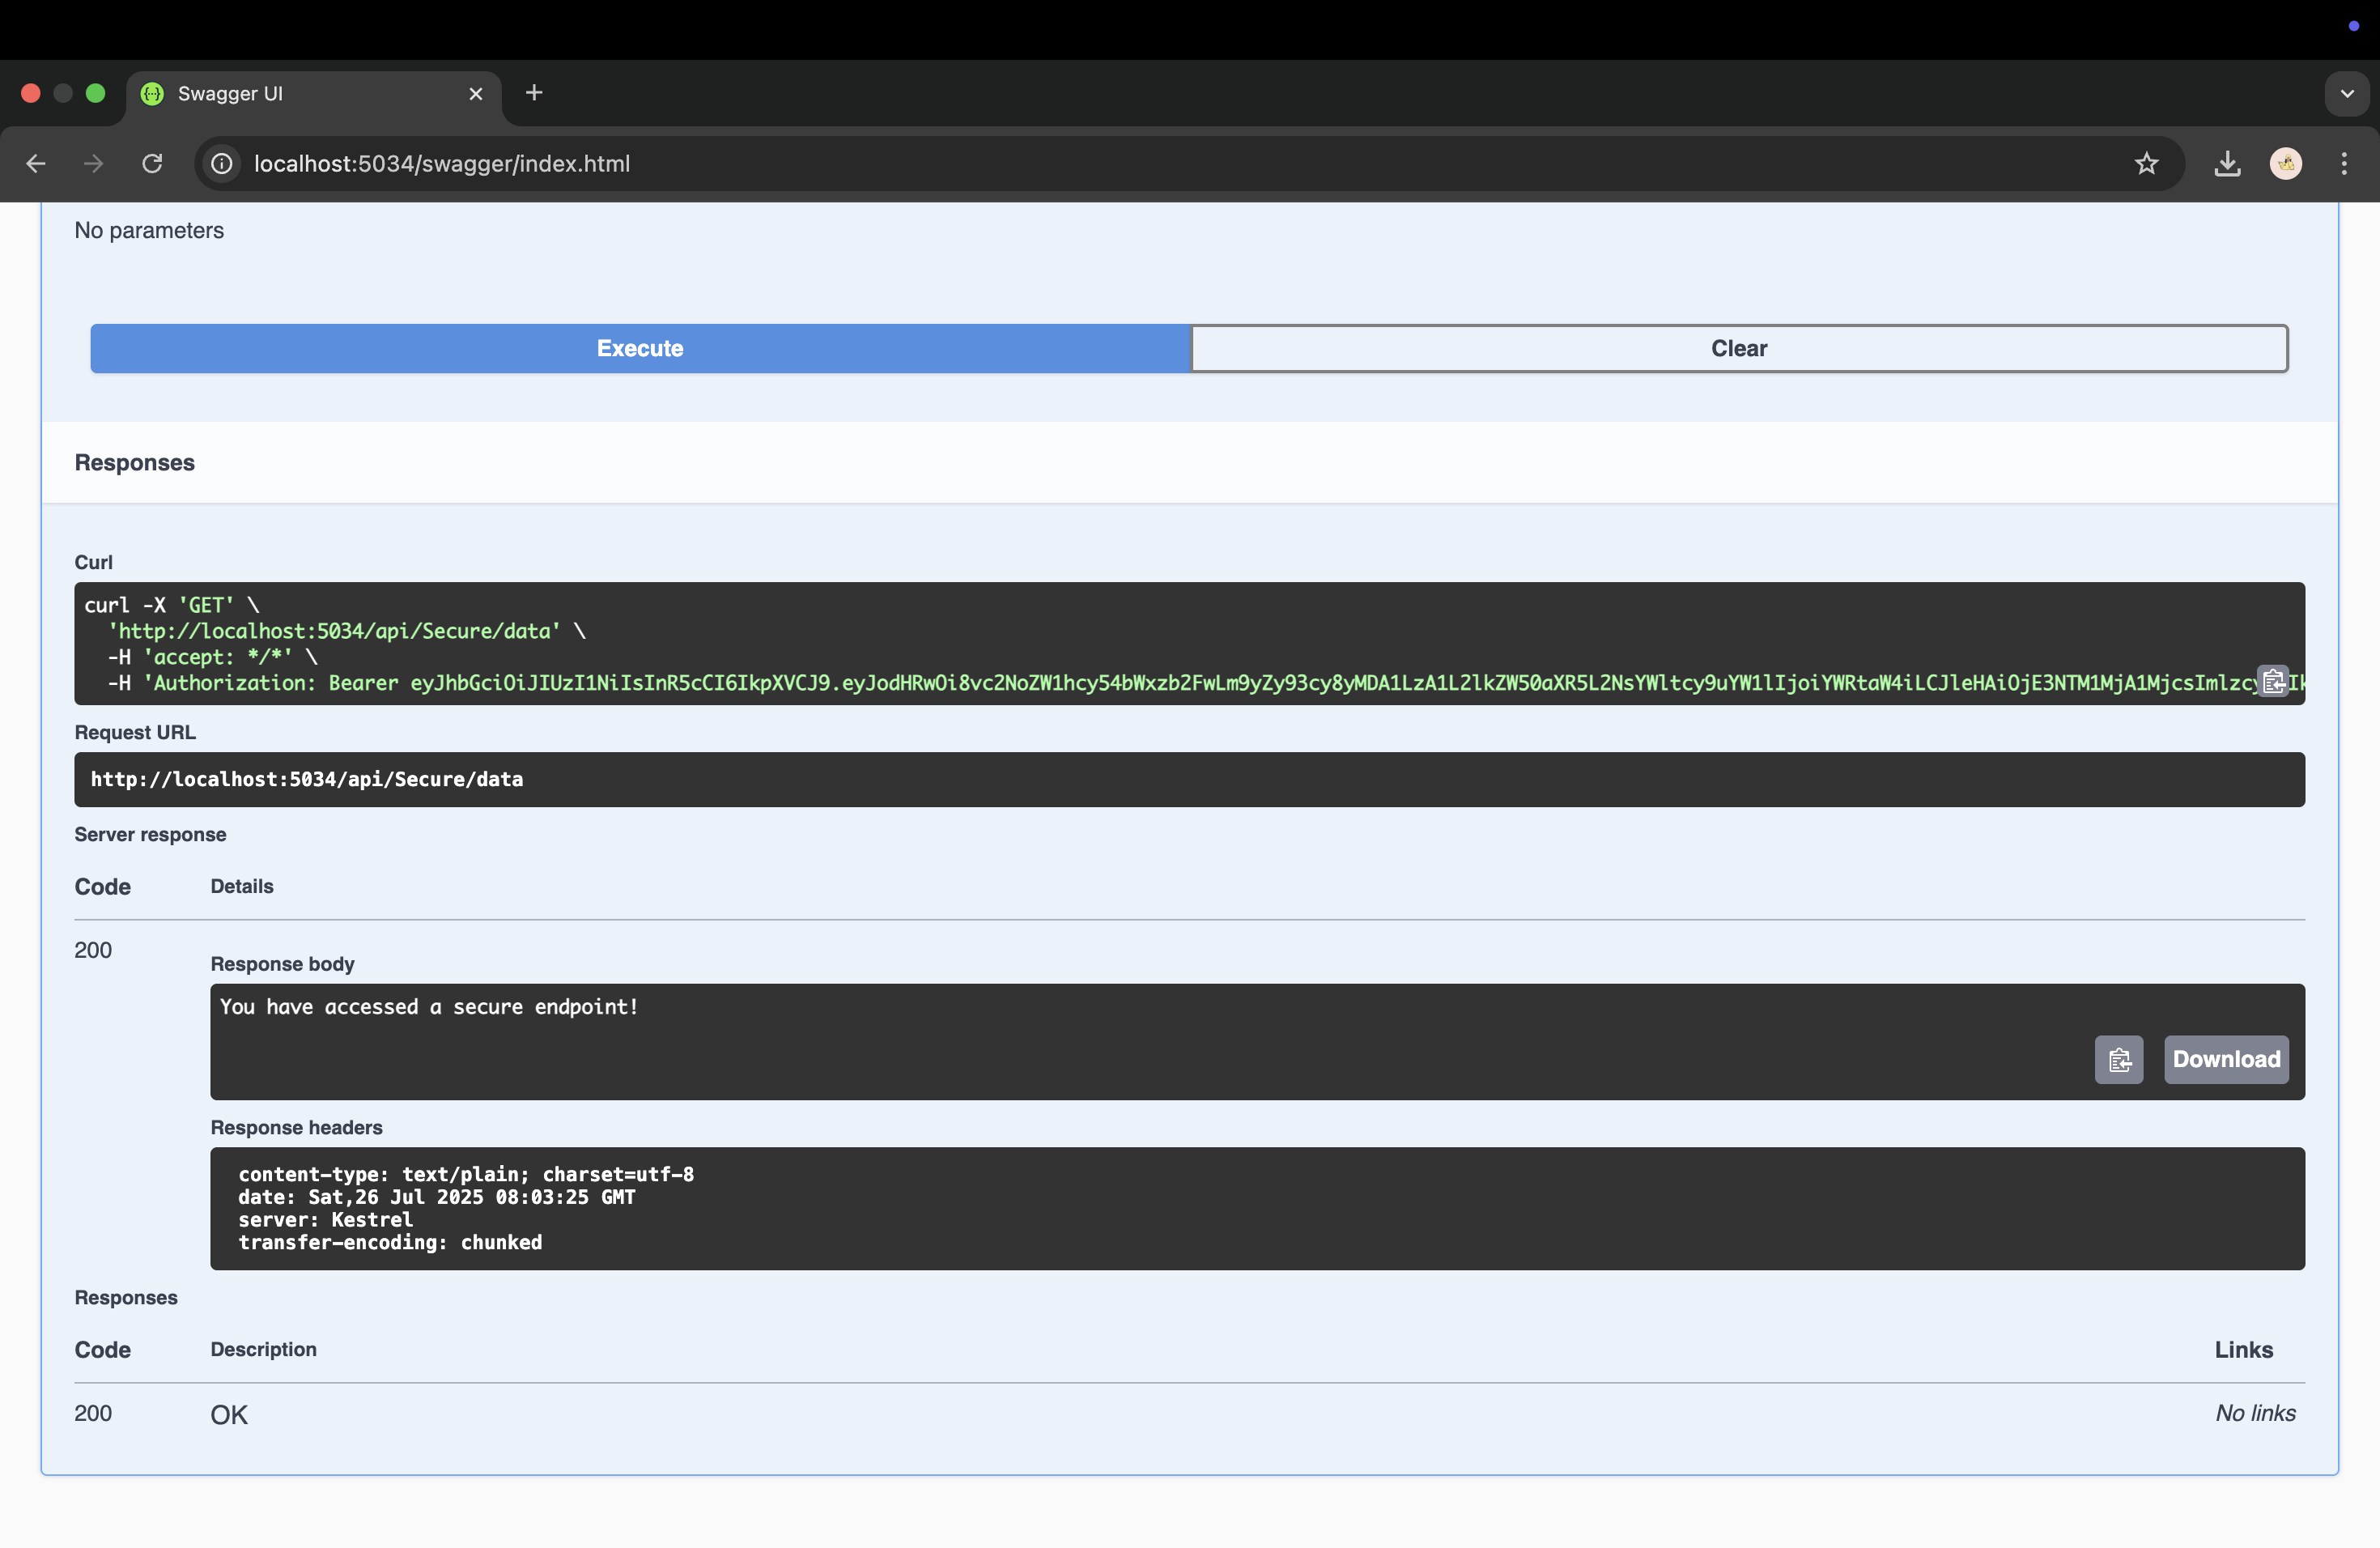 Swagger UI
localhost:5034/swagger/index.html
No parameters
Execute
Clear
Responses
Curl
curl -X 'GET' \
'http://localhost:5034/api/Secure/data' \
-H 'accept: */*' \
-H 'Authorization: Bearer eyJhbGciOiJIUzI1NiIsInR5cCI6IkpXVCJ9.eyJodHRwOi8vc2NoZW1hcy54bWxzb2FwLm9yZy93cy8yMDA1LzA1L2lkZW50aXR5L2NsYWltcy9uYW1lIjoiYWRtaW4iLCJleHAiOjE3NTM1MjA1MjcsImlzcy
Request URL
http://localhost:5034/api/Secure/data
Server response
Code Details
200
Response body
You have accessed a secure endpoint!
Download
Response headers
content-type: text/plain; charset=utf-8
date: Sat,26 Jul 2025 08:03:25 GMT
server: Kestrel
transfer-encoding: chunked
Responses
Code Description Links
200 OK No links